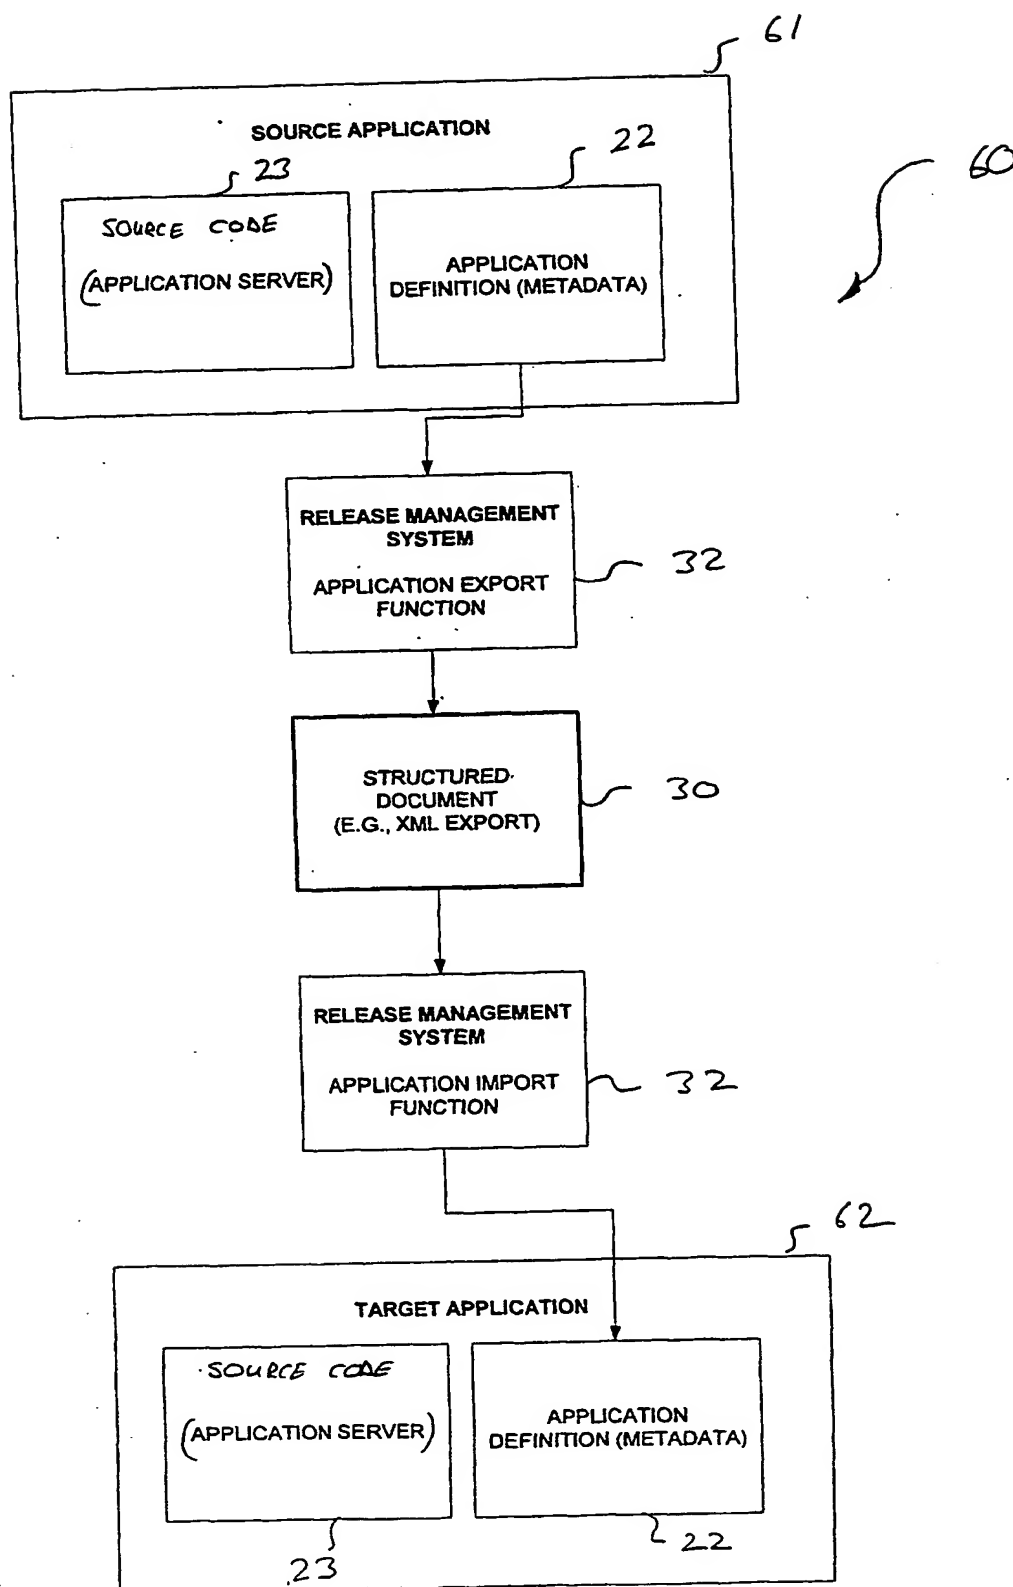 61
SOURCE APPLICATION
23
22
60
SOURCE CODE
(APPLICATION SERVER)
APPLICATION
DEFINITION (METADATA)
RELEASE MANAGEMENT
SYSTEM
APPLICATION EXPORT
FUNCTION
32
STRUCTURED
DOCUMENT
(E.G., XML EXPORT)
30
RELEASE MANAGEMENT
SYSTEM
APPLICATION IMPORT
FUNCTION
32
62
TARGET APPLICATION
SOURCE CODE
(APPLICATION SERVER)
APPLICATION
DEFINITION (METADATA)
23
22